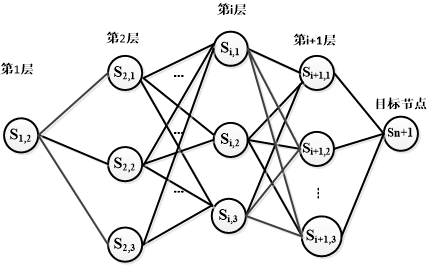 第1层
第2层
第i层
第i+1层
目标节点
S1,2
S2,1
S2,2
S2,3
...
...
...
Si,1
Si,2
Si,3
Si+1,1
Si+1,2
⋮
Si+1,3
Sn+1